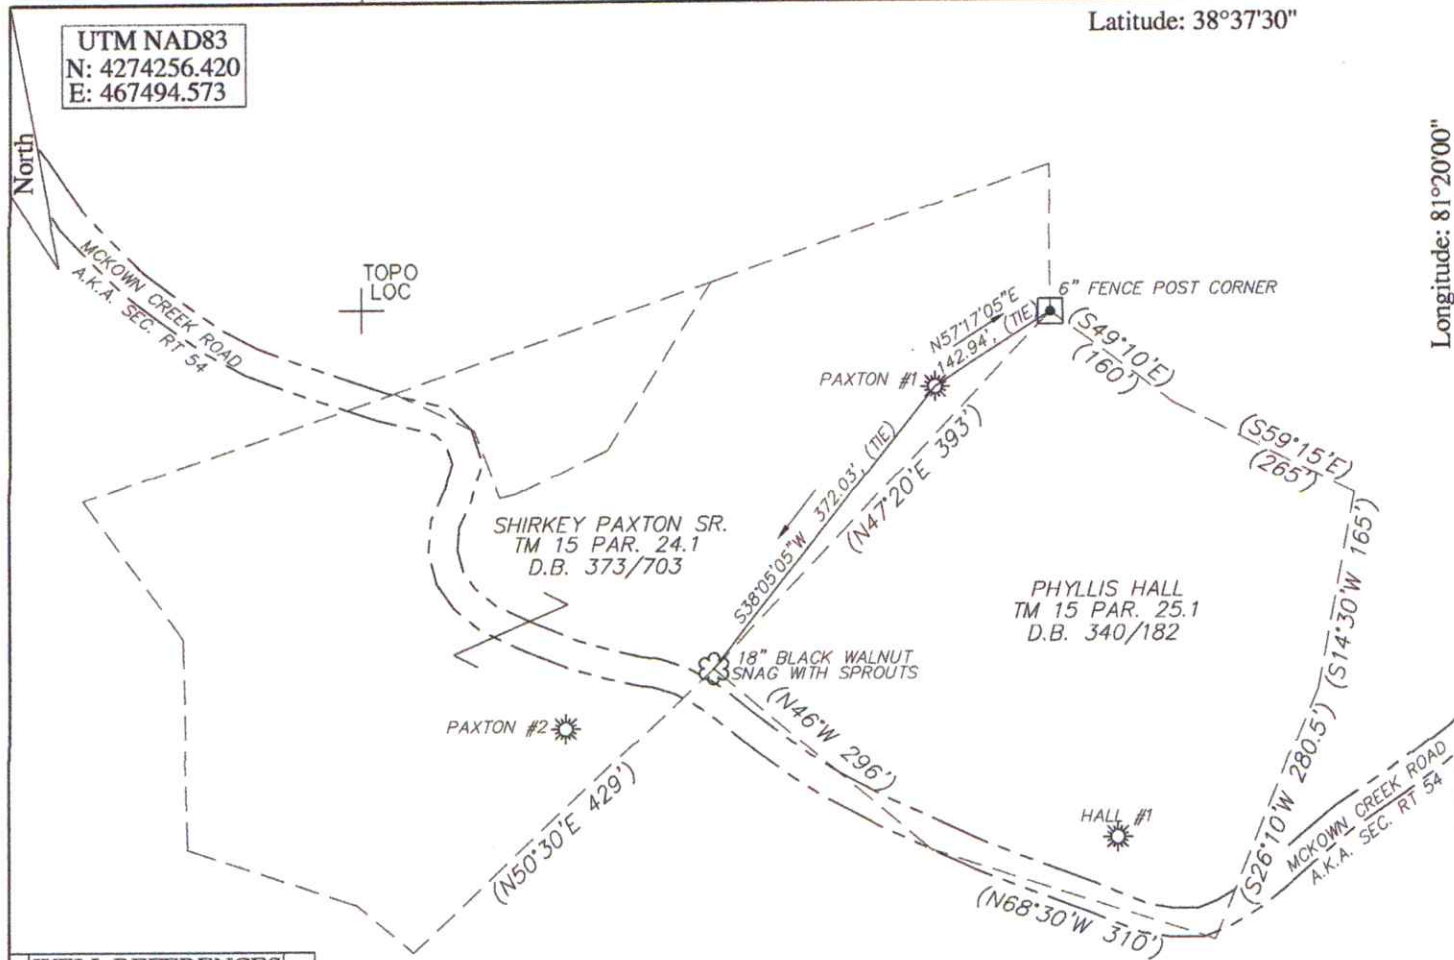 Latitude: 38°37'30"
UTM NAD83
N: 4274256.420
E: 467494.573
North
Longitude: 81°20'00"
MCKOWN CREEK ROAD
A.K.A. SEC. RT 54
TOPO
LOC
6" FENCE POST CORNER
N57°17'05"E
142.94', (TIE)
(S49°10'E)
(160')
PAXTON #1
(S59°15'E)
(265')
S38°05'05"W 372.03', (TIE)
(N47°20'E 393')
SHIRKEY PAXTON SR.
TM 15 PAR. 24.1
D.B. 373/703
PHYLLIS HALL
TM 15 PAR. 25.1
D.B. 340/182
(S14°30'W 165')
18" BLACK WALNUT
SNAG WITH SPROUTS
(N46°W 296')
PAXTON #2
(S26°10'W 280.5')
(N50°30'E 429')
HALL #1
MCKOWN CREEK ROAD
A.K.A. SEC. RT 54
(N68°30'W 310')
WELL REFERENCES